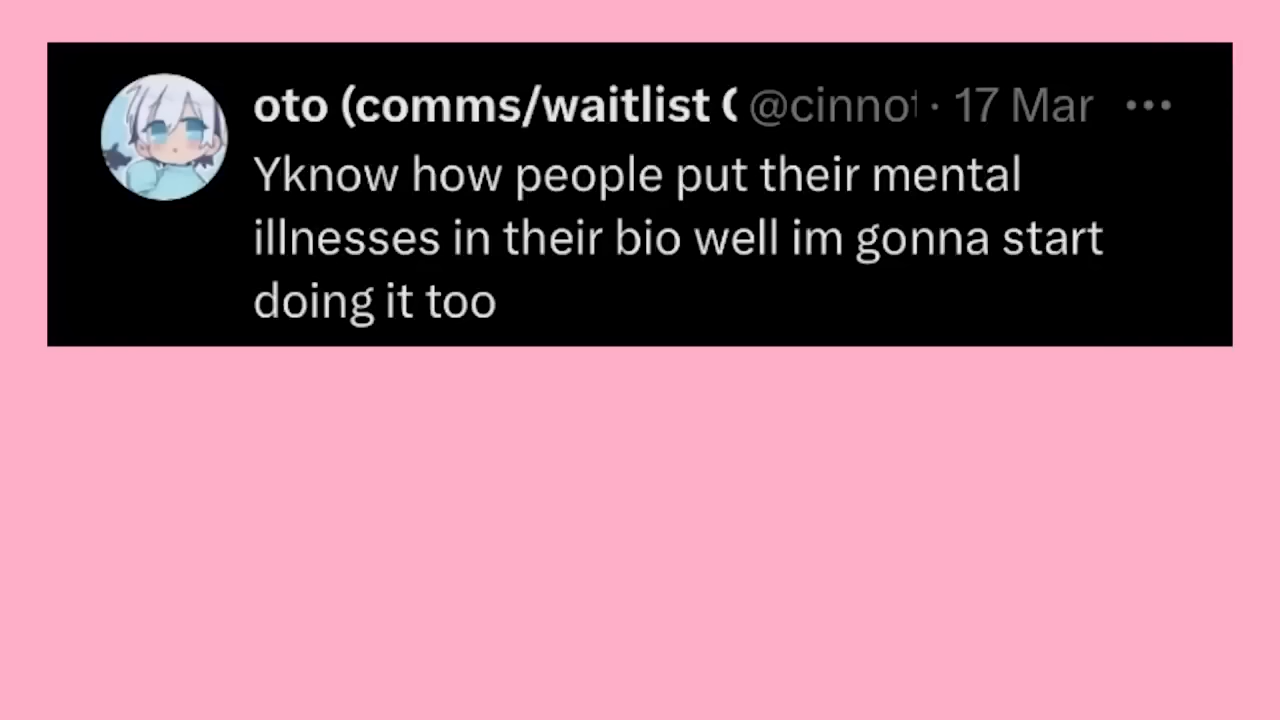 oto (comms/waitlist @cinno · 17 Mar
Yknow how people put their mental
illnesses in their bio well im gonna start
doing it too